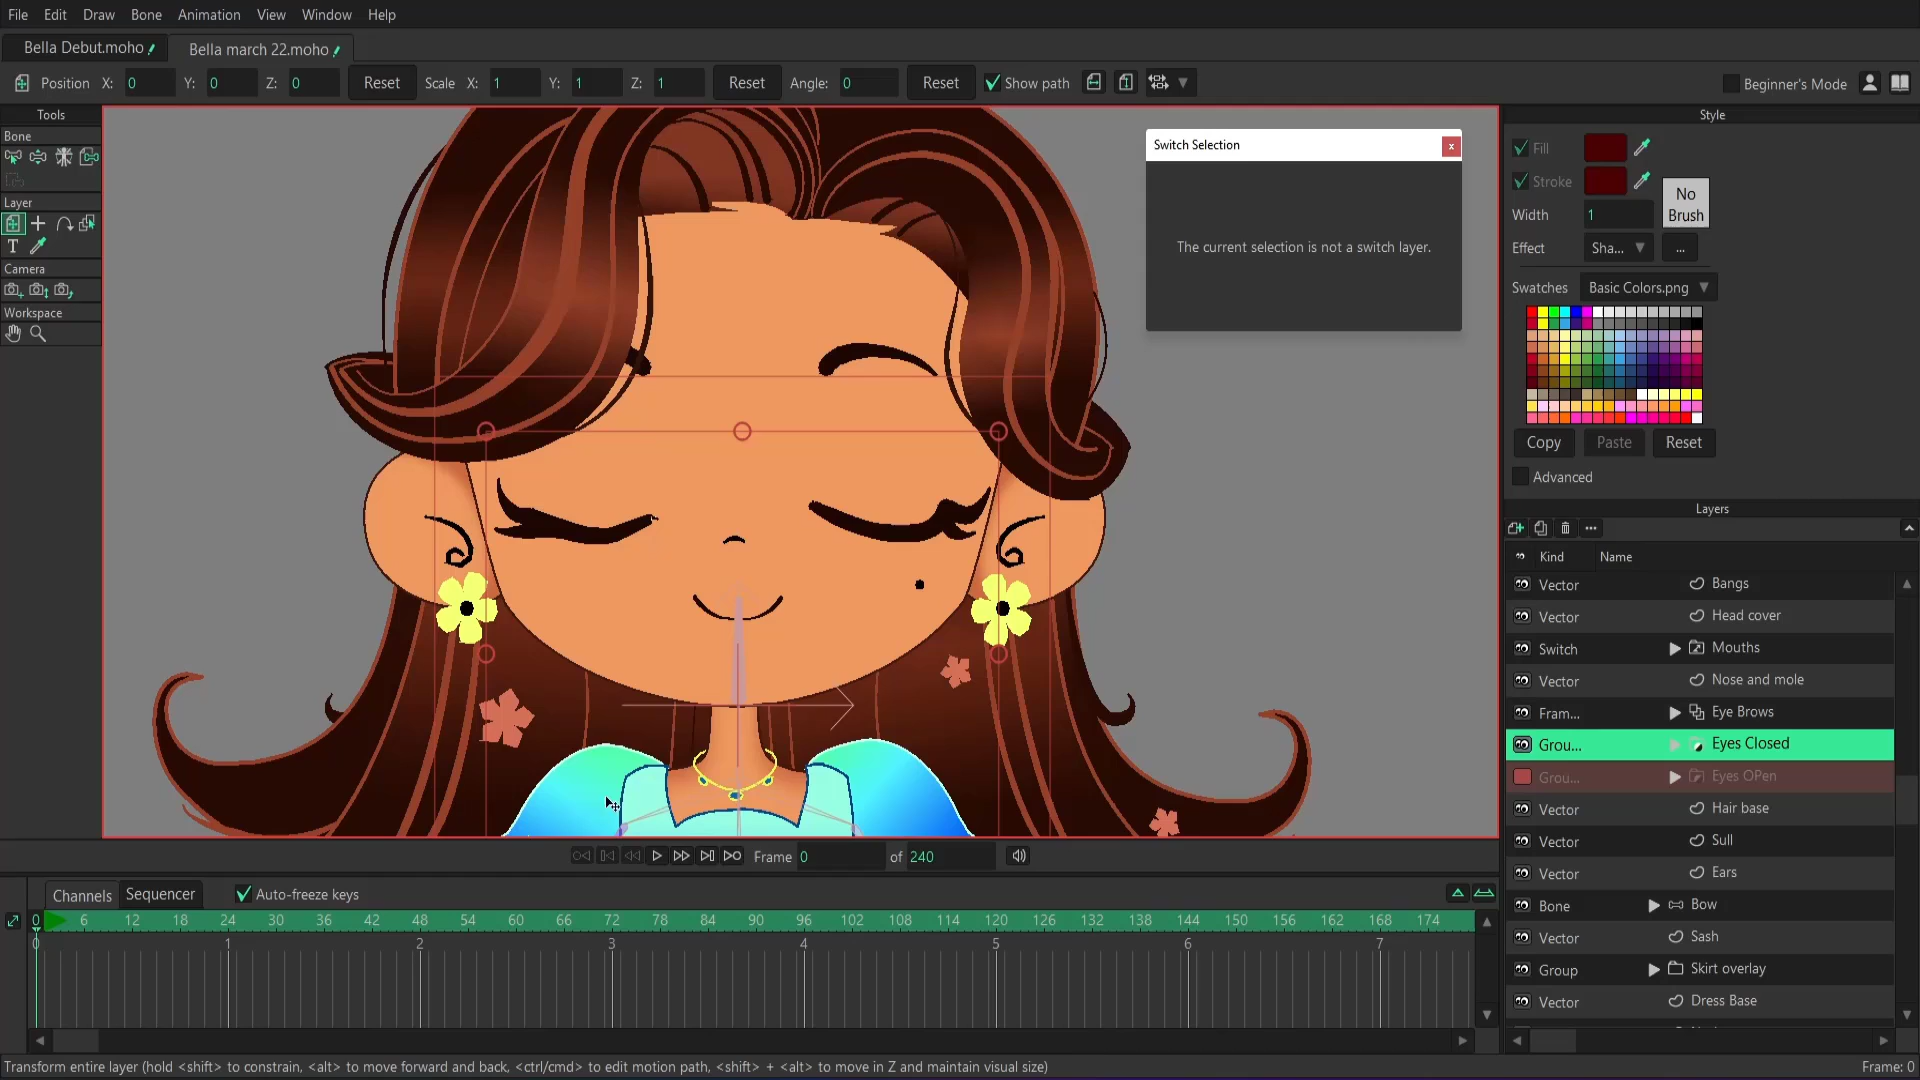 File Edit Draw Bone Animation View Window Help
Bella Debut.moho Bella march 22.moho
Position X: 0 Y: 0 Z: 0 Reset Scale X: 1 Y: 1 Z: 1 Reset Angle: 0 Reset Show path Beginner's Mode
Tools
Bone
Layer
T
Camera
Workspace
Switch Selection x
The current selection is not a switch layer.
Style
Fill
Stroke
Width 1
No Brush
Effect Sha... ...
Swatches Basic Colors.png
Copy Paste Reset
Advanced
Layers
Kind Name
Vector Bangs
Vector Head cover
Switch Mouths
Vector Nose and mole
Fram... Eye Brows
Grou... Eyes Closed
Grou... Eyes OPen
Vector Hair base
Vector Sull
Vector Ears
Bone Bow
Vector Sash
Group Skirt overlay
Vector Dress Base
Frame 0 of 240
Channels Sequencer Auto-freeze keys
0 6 12 18 24 30 36 42 48 54 60 66 72 78 84 90 96 102 108 114 120 126 132 138 144 150 156 162 168 174
0 1 2 3 4 5 6 7
Transform entire layer (hold <shift> to constrain, <alt> to move forward and back, <ctrl/cmd> to edit motion path, <shift> + <alt> to move in Z and maintain visual size) Frame: 0